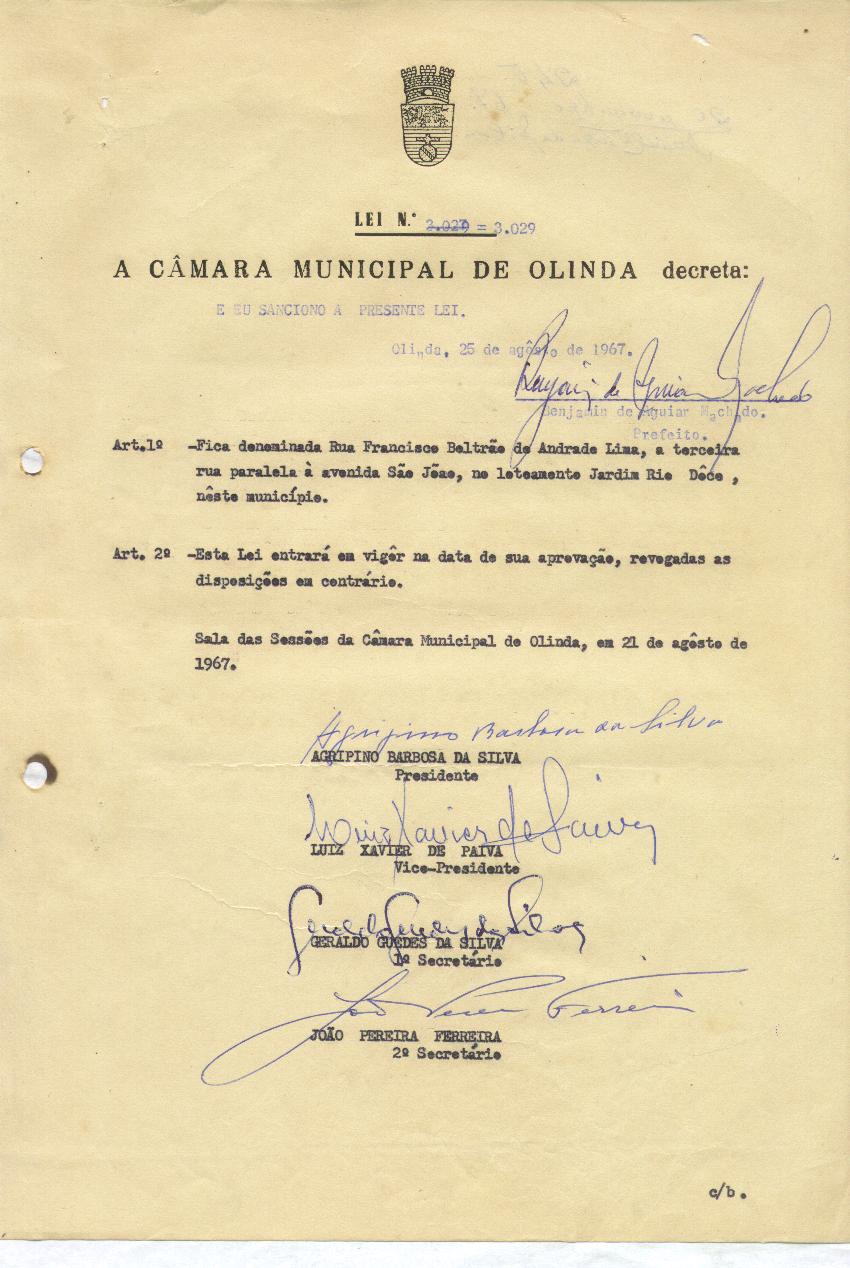 LEI N.º 3.029 = 3.029
A CÂMARA MUNICIPAL DE OLINDA decreta:
E EU SANCIONO A PRESENTE LEI.
Olinda, 25 de agôsto de 1967.
Benjamin de Aguiar Machado
Benjamin de Aguiar Machado.
Prefeito.
Art.1º -Fica denominada Rua Francisco Beltrão de Andrade Lima, a terceira
rua paralela à avenida São Jõao, no loteamento Jardim Rio Dôce ,
nêste município.
Art. 2º -Esta Lei entrará em vigôr na data de sua aprovação, revogadas as
disposições em contrário.
Sala das Sessões da Câmara Municipal de Olinda, em 21 de agôsto de
1967.
Agripino Barbosa da Silva
AGRIPINO BARBOSA DA SILVA
Presidente
Luiz Xavier de Paiva
LUIZ XAVIER DE PAIVA
Vice-Presidente
Geraldo Guedes da Silva
GERALDO GUEDES DA SILVA
1º Secretário
João Pereira Ferreira
JOÃO PEREIRA FERREIRA
2º Secretário
c/b.